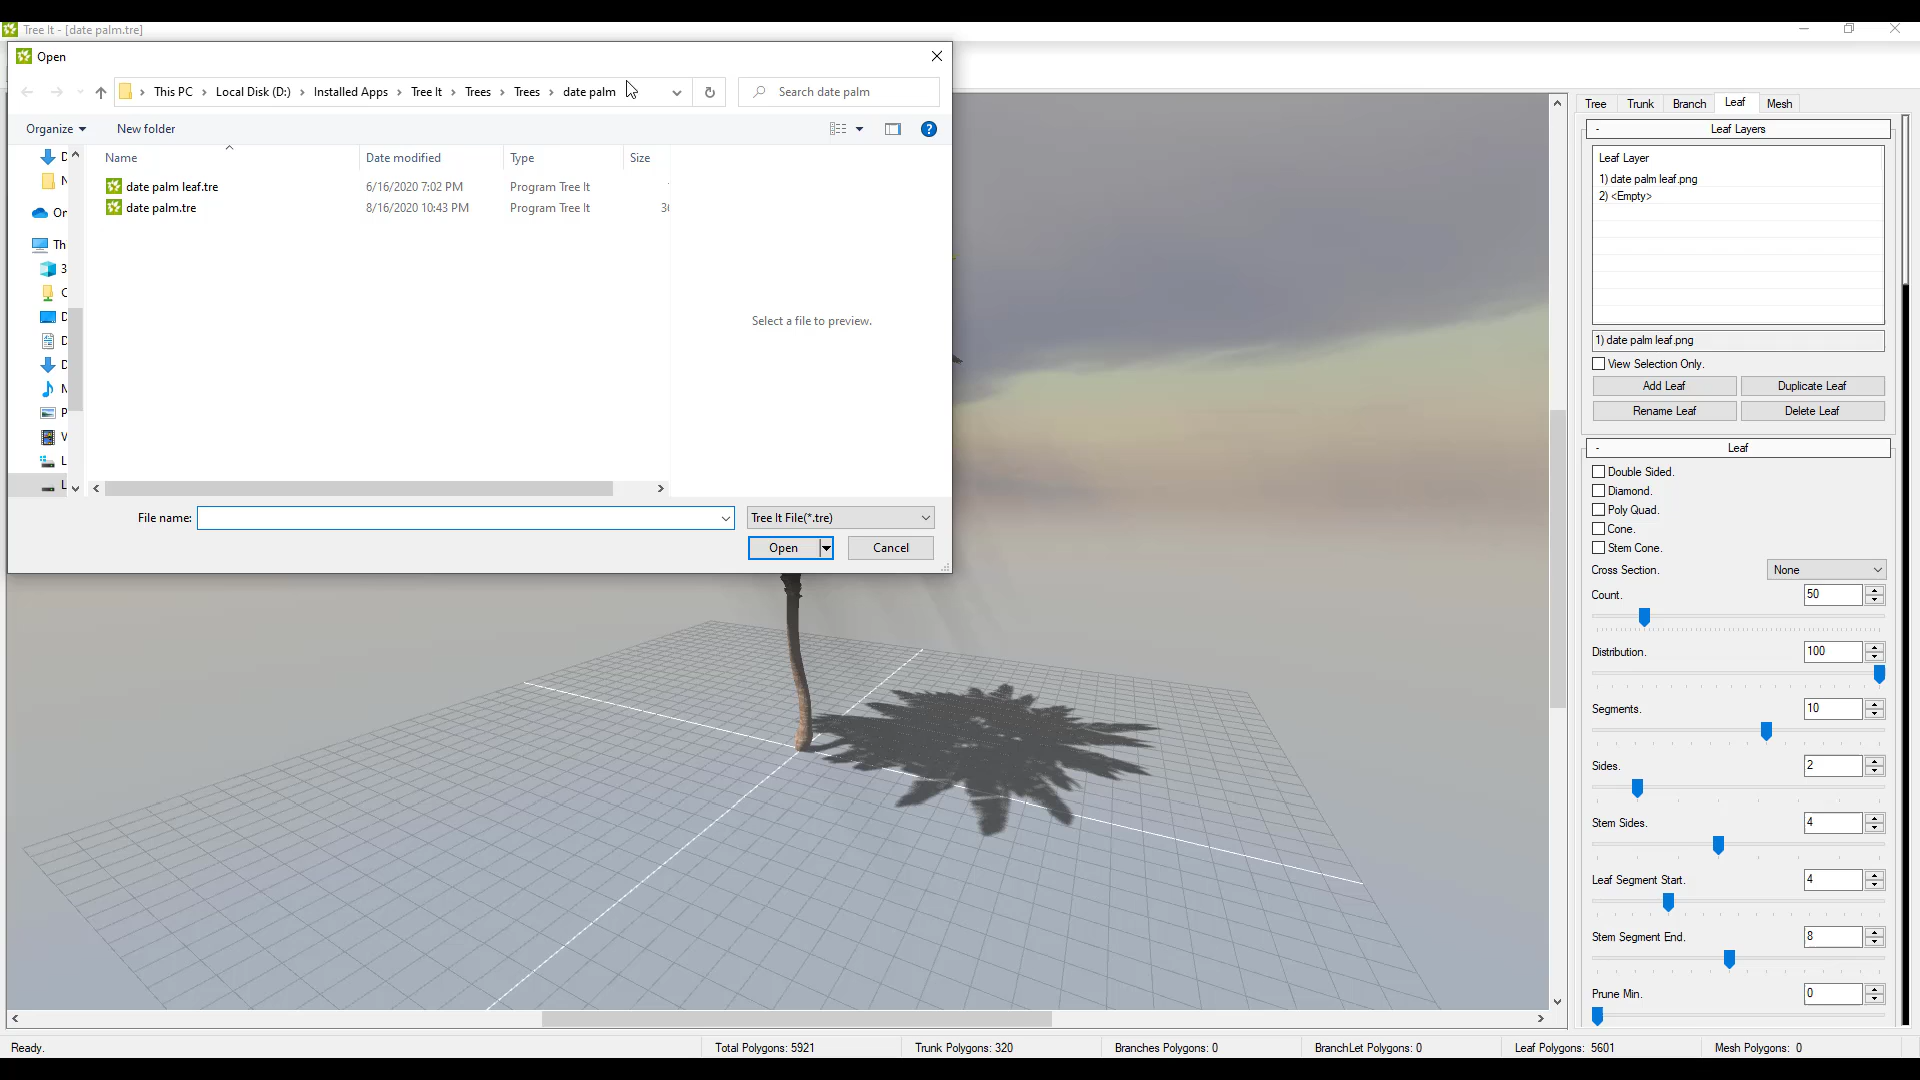 Tree It - [date palm.tre]
Open
This PC > Local Disk (D:) > Installed Apps > Tree It > Trees > Trees > date palm
Search date palm
Organize
New folder
Name Date modified Type Size
date palm leaf.tre 6/16/2020 7:02 PM Program Tree It
date palm.tre 8/16/2020 10:43 PM Program Tree It
Select a file to preview.
File name:
Tree It File(*.tre)
Open
Cancel
Tree Trunk Branch Leaf Mesh
- Leaf Layers
Leaf Layer
1) date palm leaf.png
2) <Empty>
1) date palm leaf.png
View Selection Only.
Add Leaf Duplicate Leaf
Rename Leaf Delete Leaf
- Leaf
Double Sided.
Diamond.
Poly Quad.
Cone.
Stem Cone.
Cross Section. None
Count. 50
Distribution. 100
Segments. 10
Sides. 2
Stem Sides. 4
Leaf Segment Start. 4
Stem Segment End. 8
Prune Min. 0
Ready. Total Polygons: 5921 Trunk Polygons: 320 Branches Polygons: 0 BranchLet Polygons: 0 Leaf Polygons: 5601 Mesh Polygons: 0